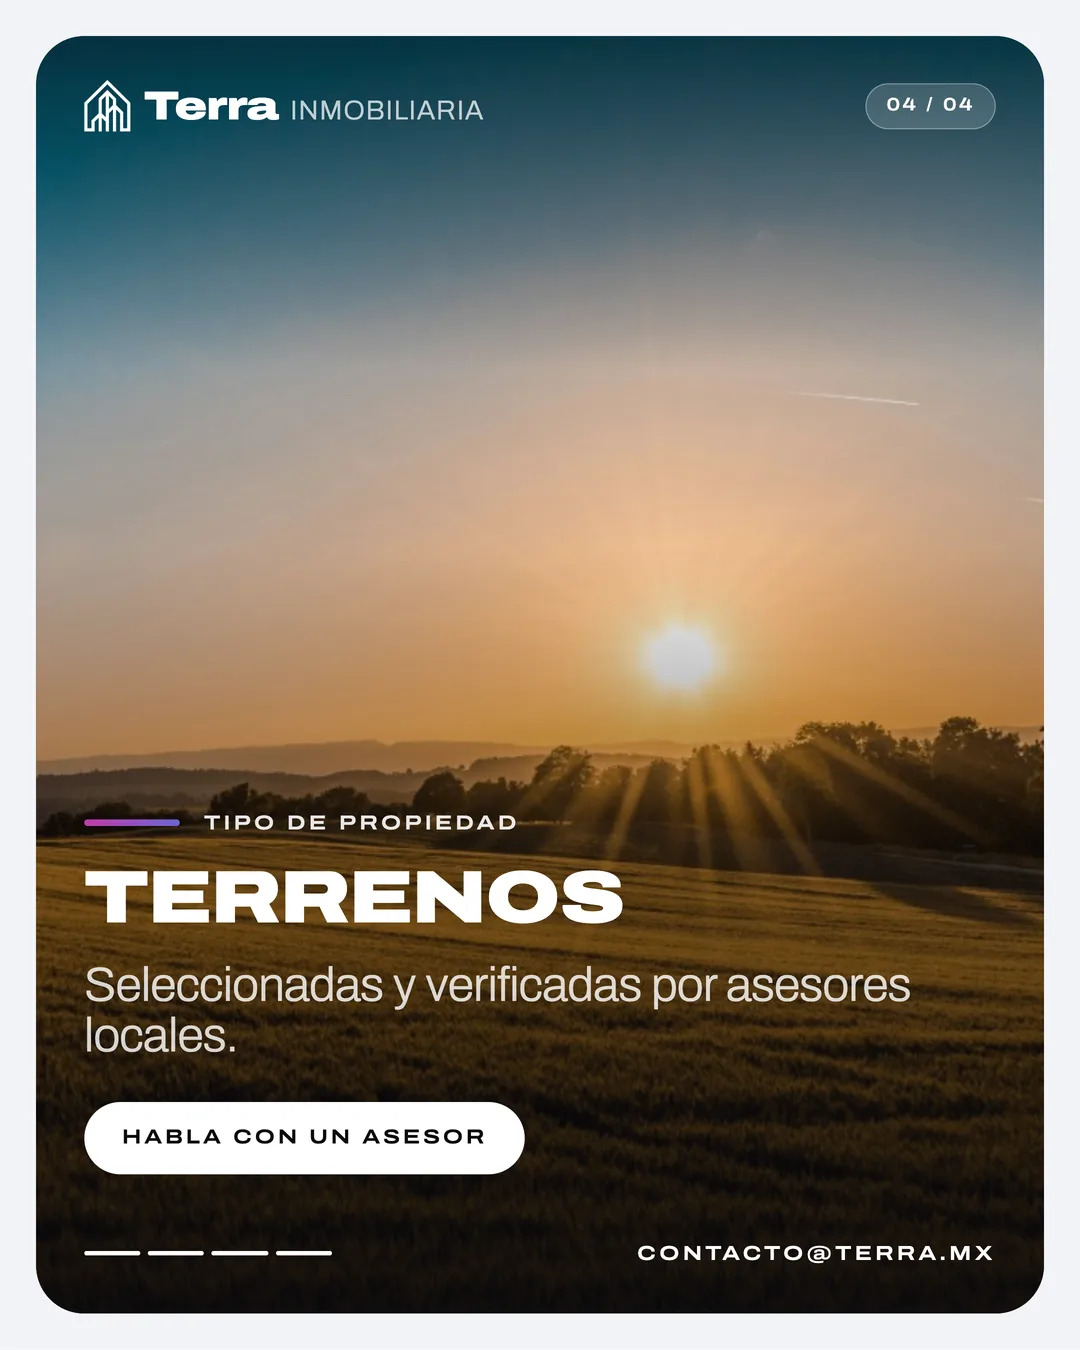 Terra INMOBILIARIA
04 / 04
TIPO DE PROPIEDAD
TERRENOS
Seleccionadas y verificadas por asesores
locales.
HABLA CON UN ASESOR
CONTACTO@TERRA.MX